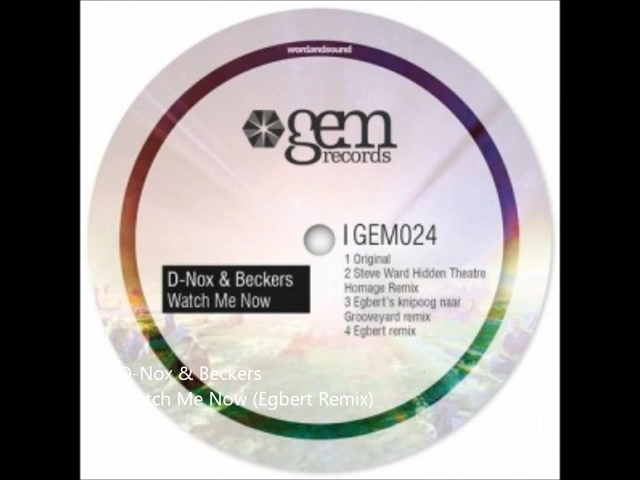 wordandsound
gem
records
GEM024
1 Original
2 Steve Ward Hidden Theatre
Homage Remix
3 Egbert's knipoog naar
Grooveyard remix
4 Egbert remix
D-Nox & Beckers
Watch Me Now
D-Nox & Beckers
Watch Me Now (Egbert Remix)